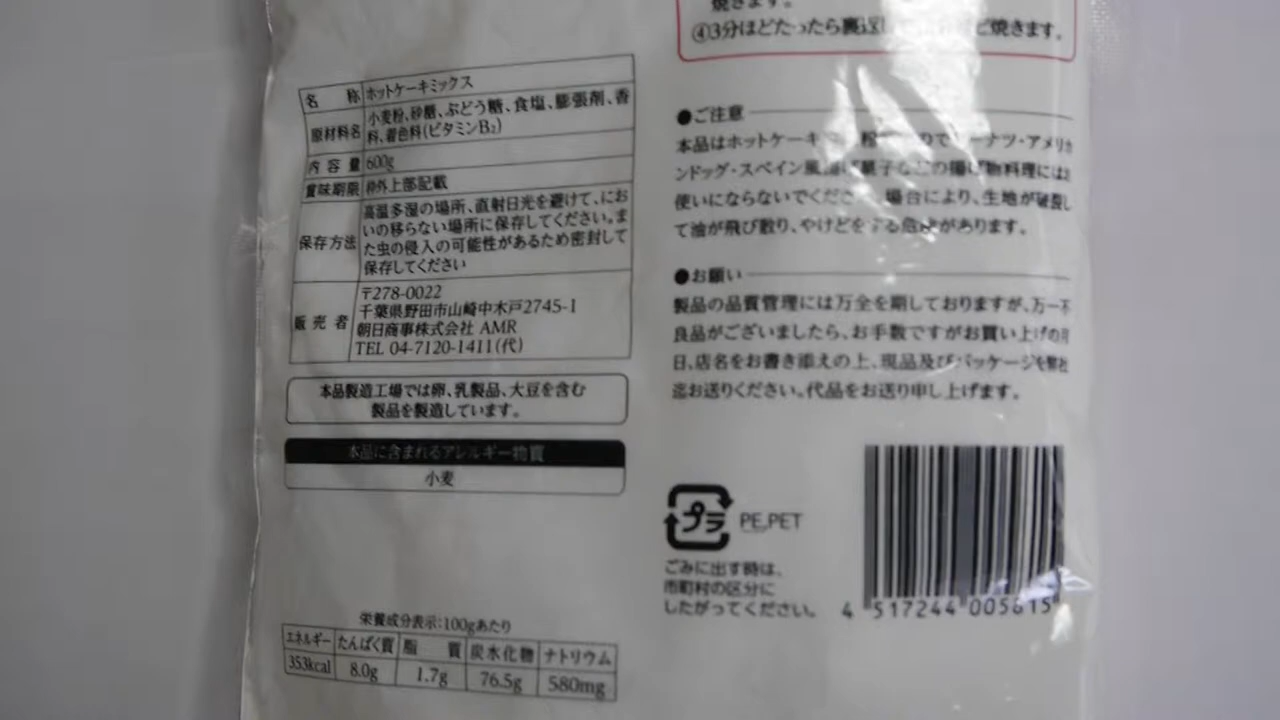 名称 ホットケーキミックス
原材料名 小麦粉、砂糖、ぶどう糖、食塩、膨張剤、香
料、着色料(ビタミンB₂)
内容量 600g
賞味期限 枠外上部記載
保存方法 高温多湿の場所、直射日光を避けて、にお
いの移らない場所に保存してください。ま
た虫の侵入の可能性があるため密封して
保存してください
販売者 〒278-0022
千葉県野田市山崎中木戸2745-1
朝日商事株式会社 AMR
TEL 04-7120-1411(代)
本品製造工場では卵、乳製品、大豆を含む
製品を製造しています。
本品に含まれるアレルギー物質
小麦
栄養成分表示:100gあたり
エネルギー たんぱく質 脂質 炭水化物 ナトリウム
353kcal 8.0g 1.7g 76.5g 580mg
焼きます。
④3分ほどたったら裏返し ほど焼きます。
●ご注意
本品はホットケーキ ドーナツ・アメリカ
ンドッグ・スペイン風 菓子などの揚げ物料理にはお
使いにならないでください。場合により、生地が破裂し
て油が飛び散り、やけどをする危険があります。
●お願い
製品の品質管理には万全を期しておりますが、万一不
良品がございましたら、お手数ですがお買い上げの月
日、店名をお書き添えの上、現品及びパッケージを弊社
迄お送りください。代品をお送り申し上げます。
プラ PE,PET
ごみに出す時は、
市町村の区分に
したがってください。
4 517244 005615